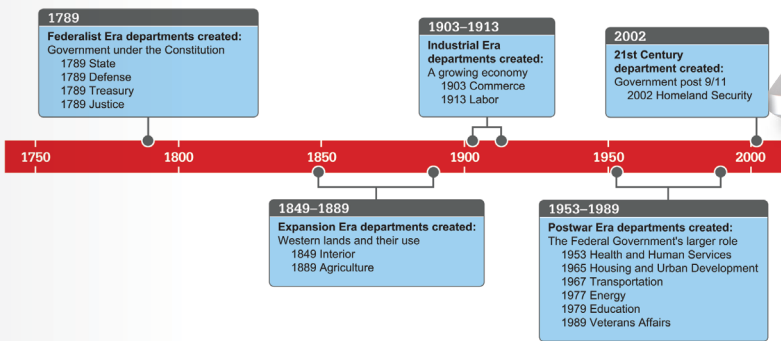 1789
Federalist Era departments created:
Government under the Constitution
1789 State
1789 Defense
1789 Treasury
1789 Justice
1903–1913
Industrial Era
departments created:
A growing economy
1903 Commerce
1913 Labor
2002
21st Century
department created:
Government post 9/11
2002 Homeland Security
1750 1800 1850 1900 1950 2000
1849–1889
Expansion Era departments created:
Western lands and their use
1849 Interior
1889 Agriculture
1953–1989
Postwar Era departments created:
The Federal Government's larger role
1953 Health and Human Services
1965 Housing and Urban Development
1967 Transportation
1977 Energy
1979 Education
1989 Veterans Affairs